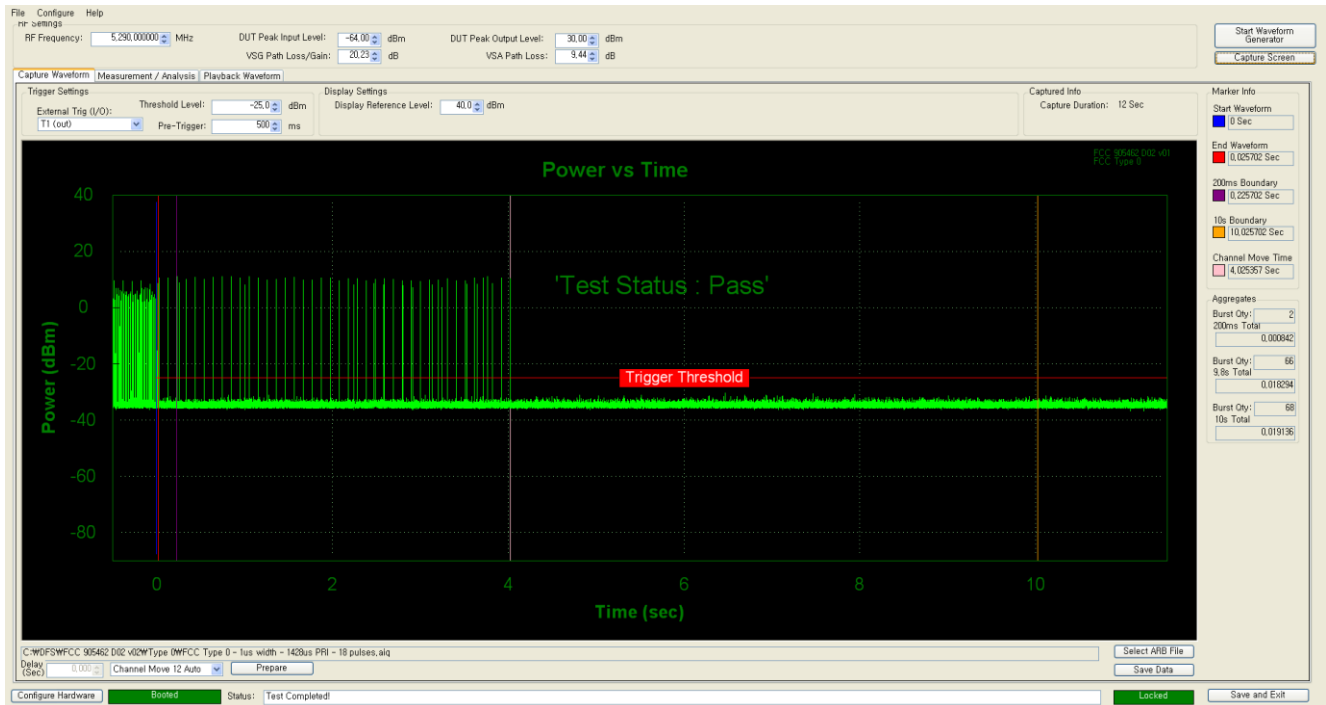 File Configure Help
RF Settings
RF Frequency: 5,290,000000 MHz DUT Peak Input Level: -64,00 dBm DUT Peak Output Level: 30,00 dBm
VSG Path Loss/Gain: 20,23 dB VSA Path Loss: 9,44 dB
Start Waveform
Generator
Capture Screen
Capture Waveform Measurement / Analysis Playback Waveform
Trigger Settings
External Trig (I/O): Threshold Level: -25,0 dBm
T1 (out) Pre-Trigger: 500 ms
Display Settings
Display Reference Level: 40,0 dBm
Captured Info
Capture Duration: 12 Sec
Marker Info
Start Waveform
0 Sec
End Waveform
0,025702 Sec
200ms Boundary
0,225702 Sec
10s Boundary
10,025702 Sec
Channel Move Time
4,025357 Sec
Aggregates
Burst Qty: 2
200ms Total
0,000842
Burst Qty: 66
9,8s Total
0,018294
Burst Qty: 68
10s Total
0,019136
FCC 905462 D02 v01
FCC Type 0
Power vs Time
40
20
0
-20
-40
-60
-80
Power (dBm)
'Test Status : Pass'
Trigger Threshold
0 2 4 6 8 10
Time (sec)
C:₩DFS₩FCC 905462 D02 v02₩Type 0₩FCC Type 0 - 1us width - 1428us PRI - 18 pulses,aiq
Select ARB File
Delay
(Sec) 0,000 Channel Move 12 Auto Prepare
Save Data
Configure Hardware Booted Status: Test Completed! Locked Save and Exit